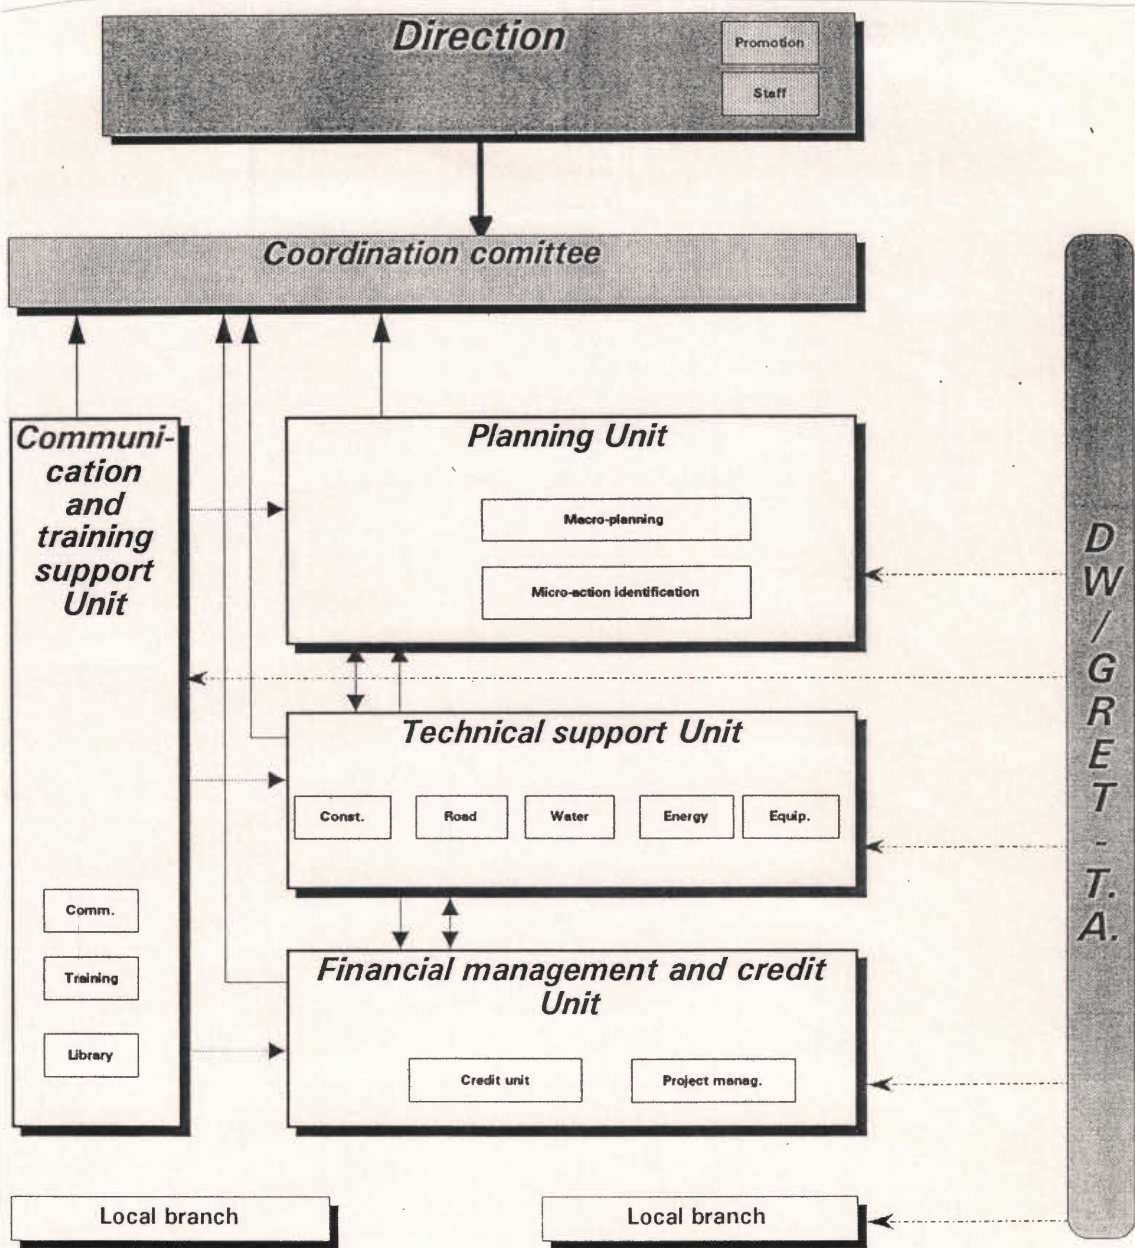 Direction
Promotion
Staff
Coordination comittee
Communi-
cation
and
training
support
Unit
Comm.
Training
Library
Planning Unit
Macro-planning
Micro-action identification
Technical support Unit
Const.
Road
Water
Energy
Equip.
Financial management and credit
Unit
Credit unit
Project manag.
Local branch
Local branch
DW/GRET-T.A.